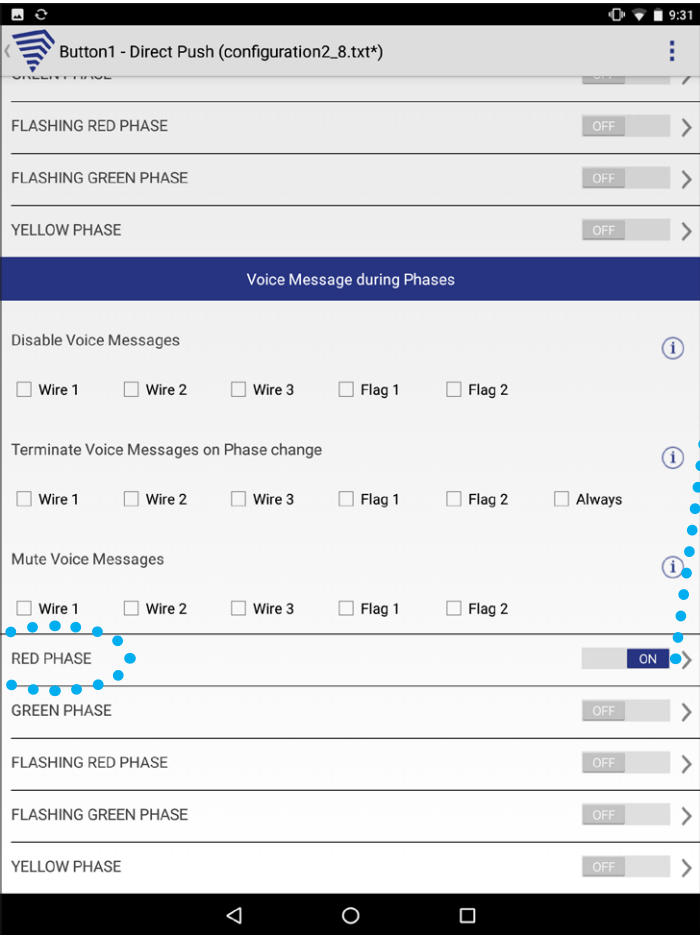 9:31
Button1 - Direct Push (configuration2_8.txt*)
GREEN PHASE OFF
FLASHING RED PHASE OFF
FLASHING GREEN PHASE OFF
YELLOW PHASE OFF
Voice Message during Phases
Disable Voice Messages i
Wire 1 Wire 2 Wire 3 Flag 1 Flag 2
Terminate Voice Messages on Phase change i
Wire 1 Wire 2 Wire 3 Flag 1 Flag 2 Always
Mute Voice Messages i
Wire 1 Wire 2 Wire 3 Flag 1 Flag 2
RED PHASE ON
GREEN PHASE OFF
FLASHING RED PHASE OFF
FLASHING GREEN PHASE OFF
YELLOW PHASE OFF